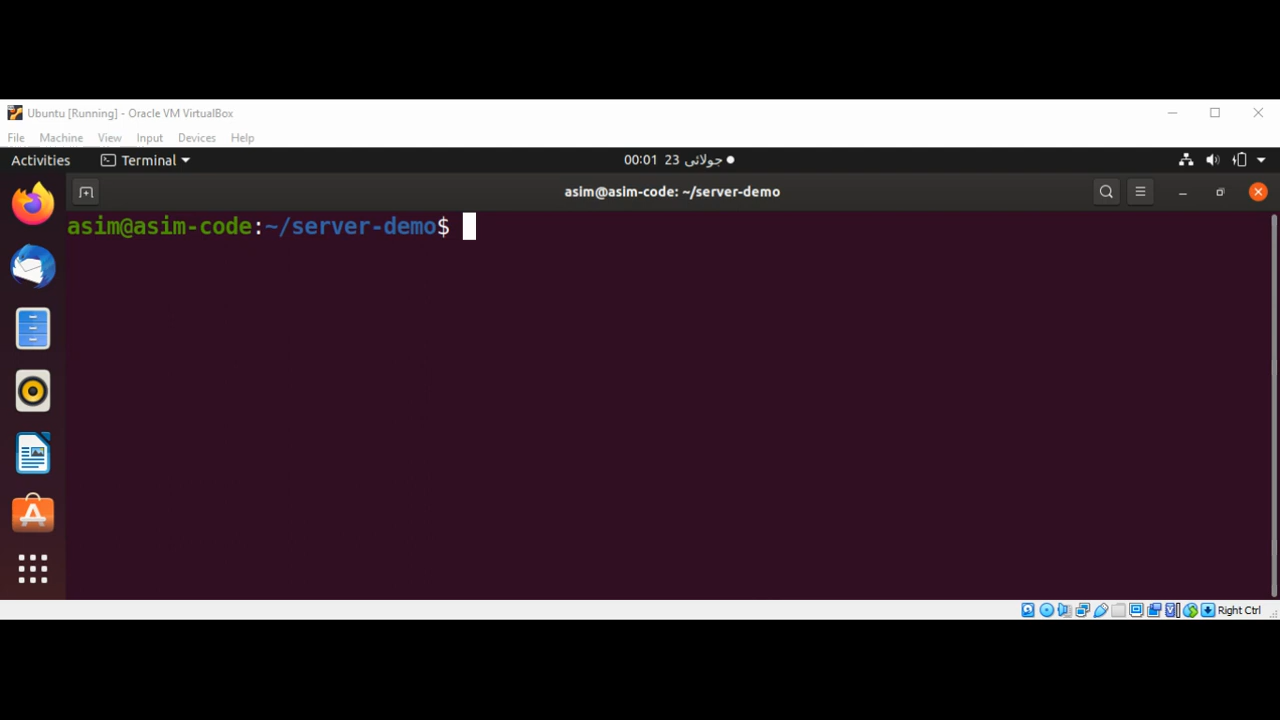 Ubuntu [Running] - Oracle VM VirtualBox
File Machine View Input Devices Help
Activities Terminal 00:01 23 جولائی
asim@asim-code: ~/server-demo
asim@asim-code:~/server-demo$
Right Ctrl